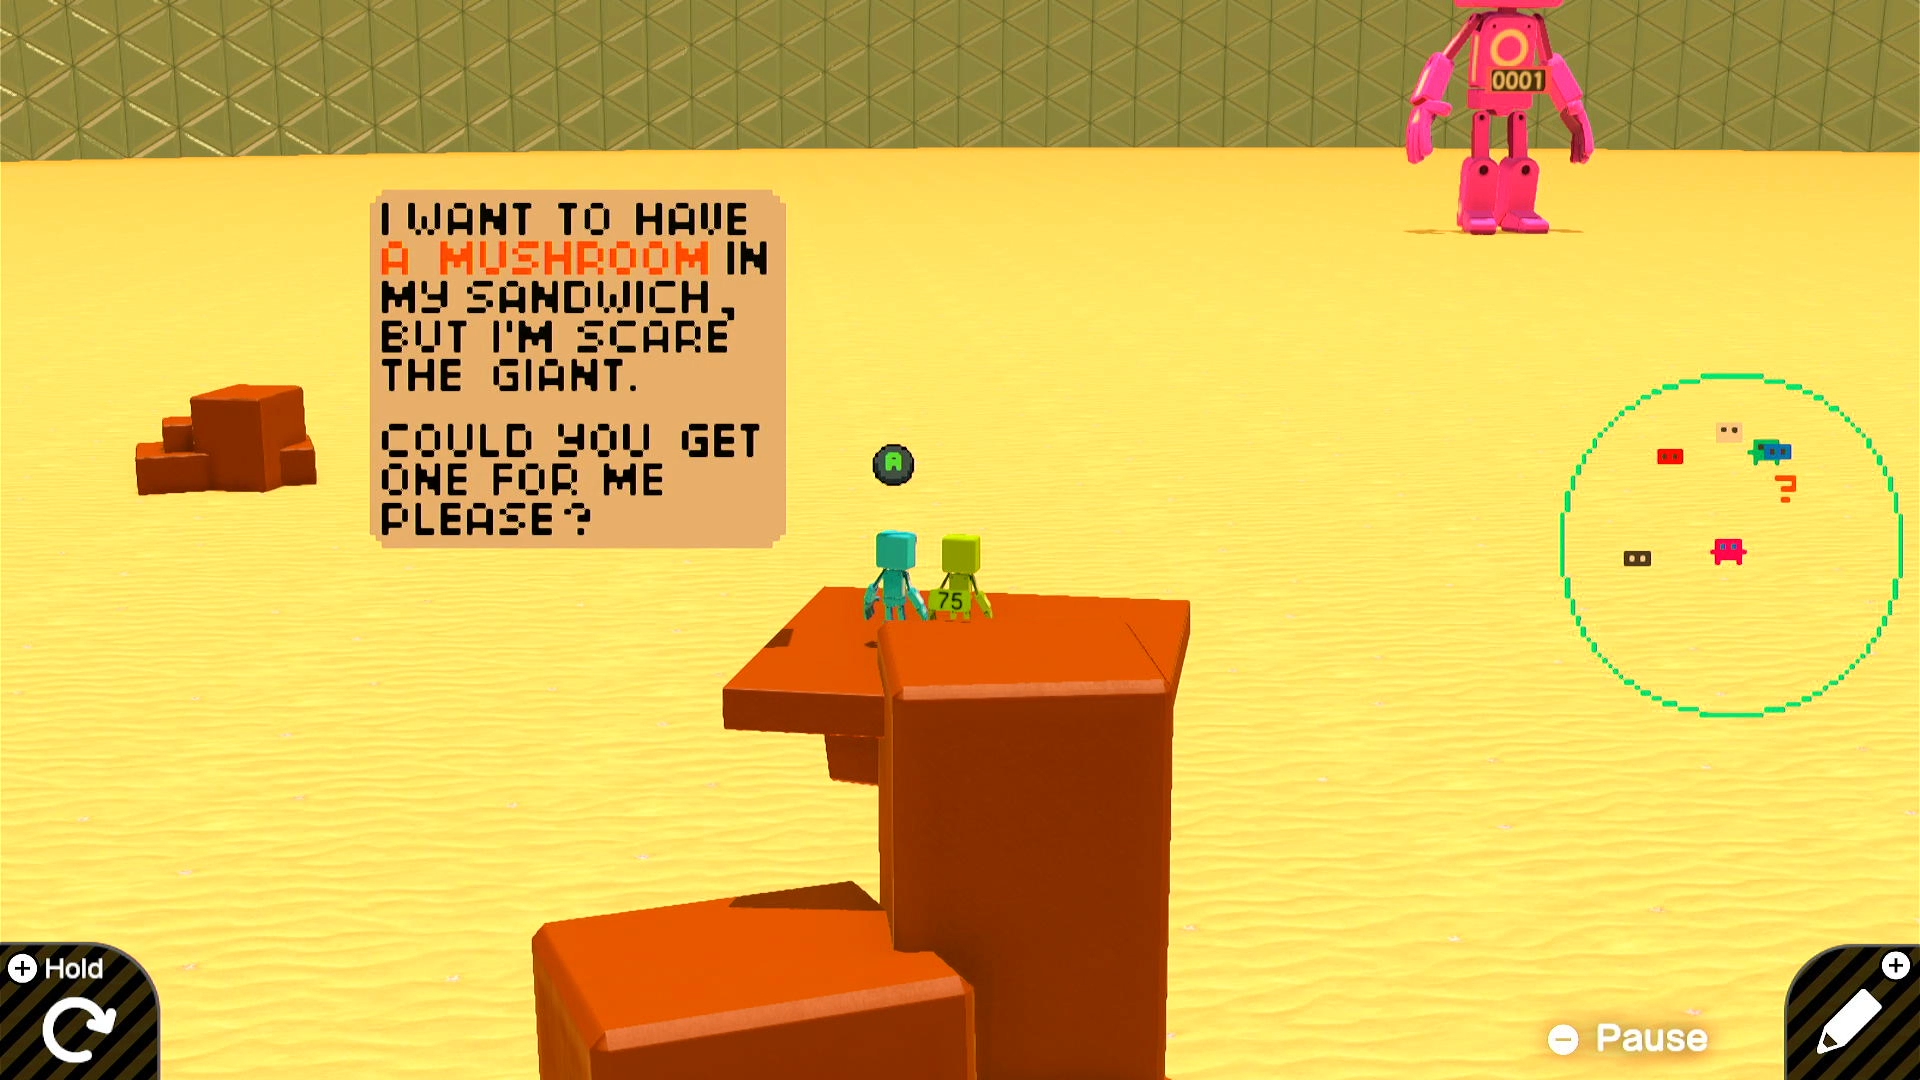 0001
I WANT TO HAVE
A MUSHROOM IN
MY SANDWICH,
BUT I'M SCARE
THE GIANT.
COULD YOU GET
ONE FOR ME
PLEASE?
A
75
?
Hold
Pause